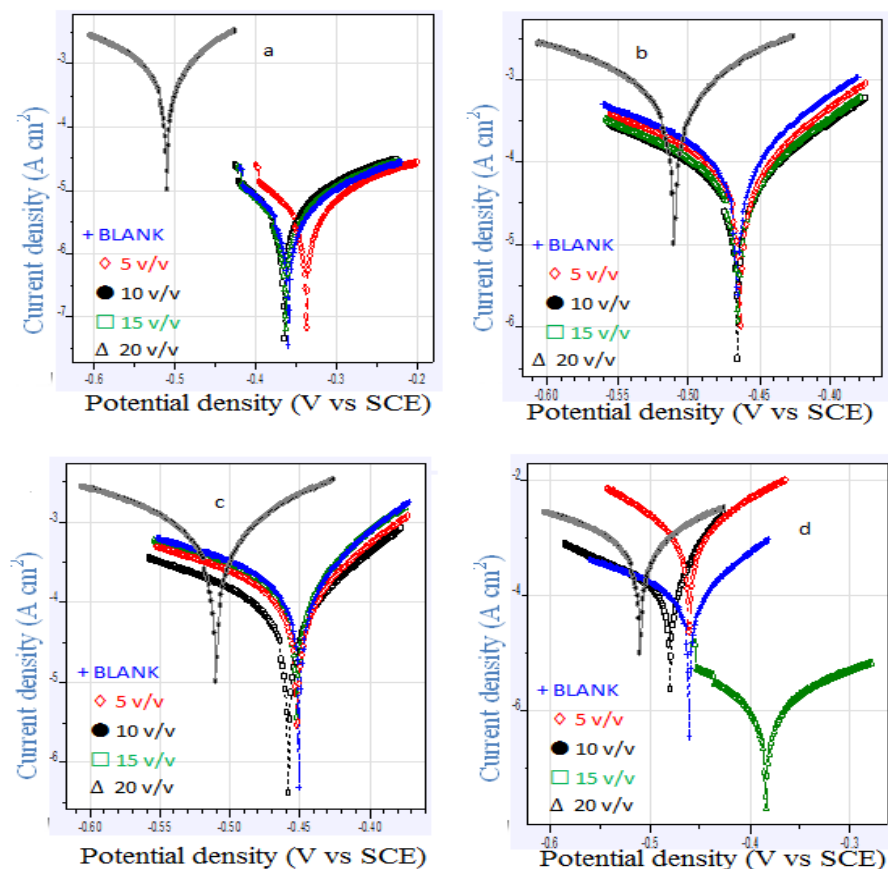 a
-3
-4
-5
-6
-7
Current density (A cm²)
+ BLANK
◇ 5 v/v
● 10 v/v
□ 15 v/v
Δ 20 v/v
-0.6
-0.5
-0.4
-0.3
-0.2
Potential density (V vs SCE)
b
-3
-4
-5
-6
Current density (A cm²)
+ BLANK
◇ 5 v/v
● 10 v/v
□ 15 v/v
Δ 20 v/v
-0.60
-0.55
-0.50
-0.45
-0.40
Potential density (V vs SCE)
c
-3
-4
-5
-6
Current density (A cm²)
+ BLANK
◇ 5 v/v
● 10 v/v
□ 15 v/v
Δ 20 v/v
-0.60
-0.55
-0.50
-0.45
-0.40
Potential density (V vs SCE)
d
-2
-4
-6
Current density (A cm²)
+ BLANK
◇ 5 v/v
● 10 v/v
□ 15 v/v
Δ 20 v/v
-0.6
-0.5
-0.4
-0.3
Potential density (V vs SCE)